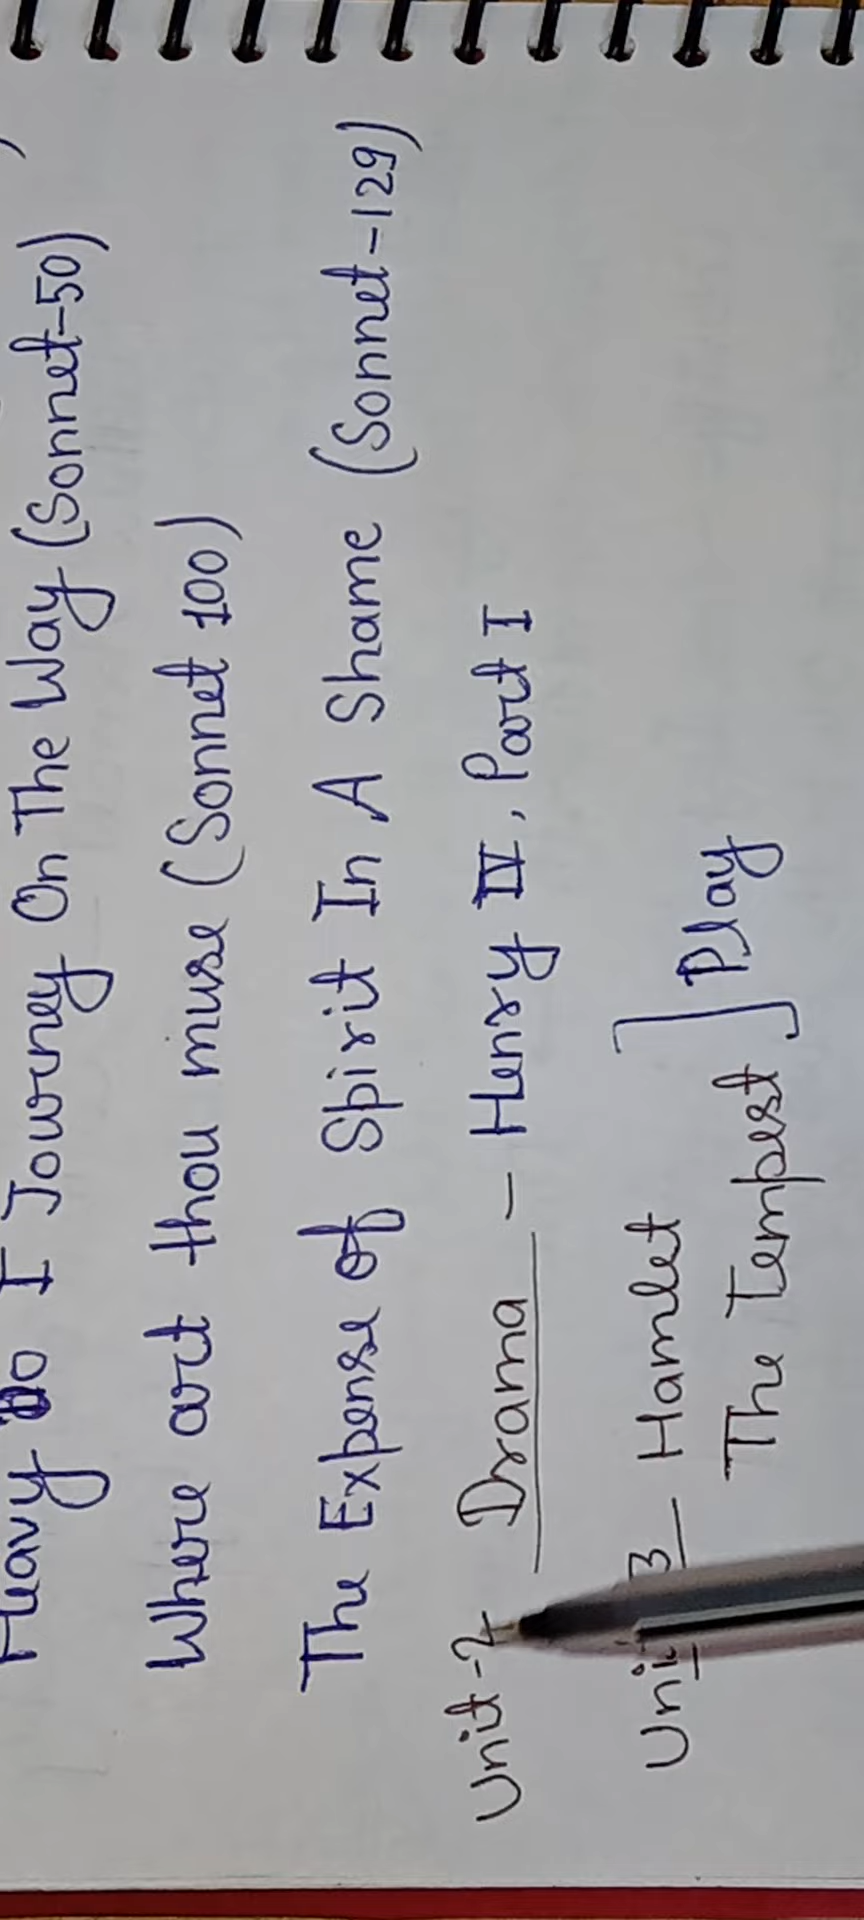 Heavy Do I Journey On The Way (Sonnet-50)
Where art thou muse (Sonnet 100)
The Expense of Spirit In A Shame (Sonnet-129)
Unit-2 Drama - Henry IV, Part I
Unit 3 - Hamlet
The Tempest ] Play